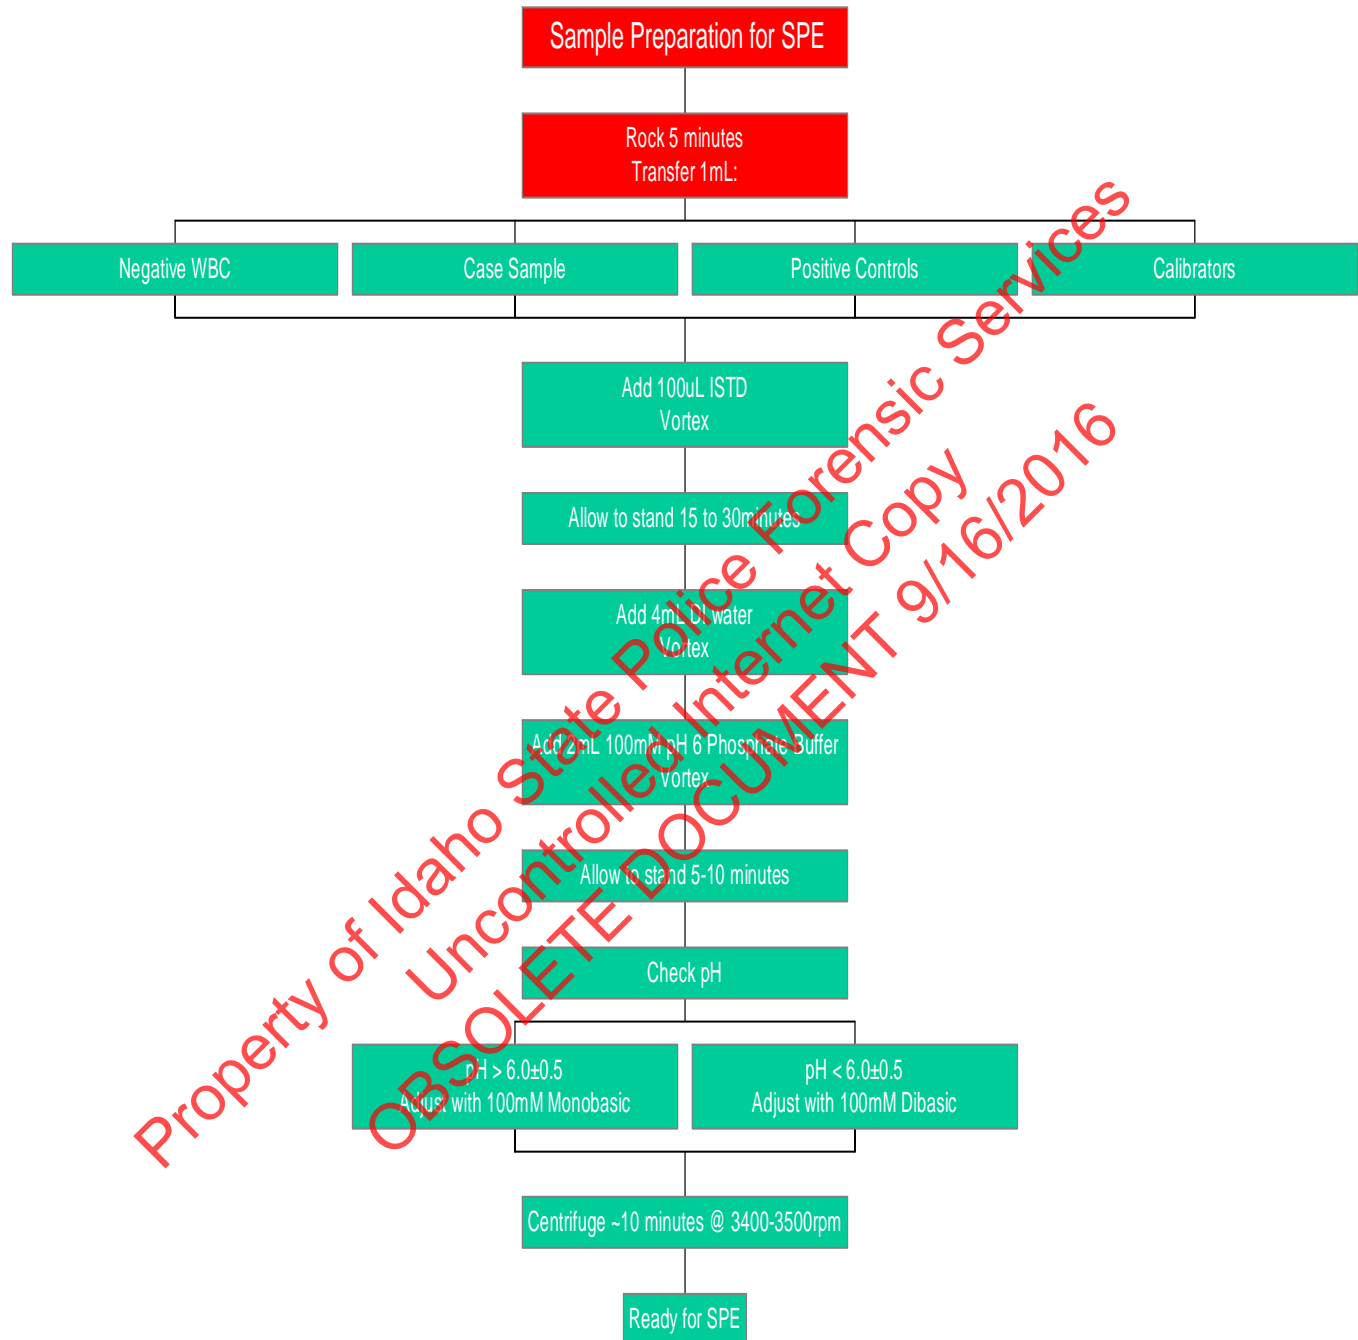 Sample Preparation for SPE
Rock 5 minutes
Transfer 1mL:
Negative WBC
Case Sample
Positive Controls
Calibrators
Add 100uL ISTD
Vortex
Allow to stand 15 to 30minutes
Add 4mL DI water
Vortex
Add 2mL 100mM pH 6 Phosphate Buffer
Vortex
Allow to stand 5-10 minutes
Check pH
pH > 6.0±0.5
Adjust with 100mM Monobasic
pH < 6.0±0.5
Adjust with 100mM Dibasic
Centrifuge ~10 minutes @ 3400-3500rpm
Ready for SPE
Property of Idaho State Police Forensic Services
Uncontrolled Internet Copy
OBSOLETE DOCUMENT 9/16/2016